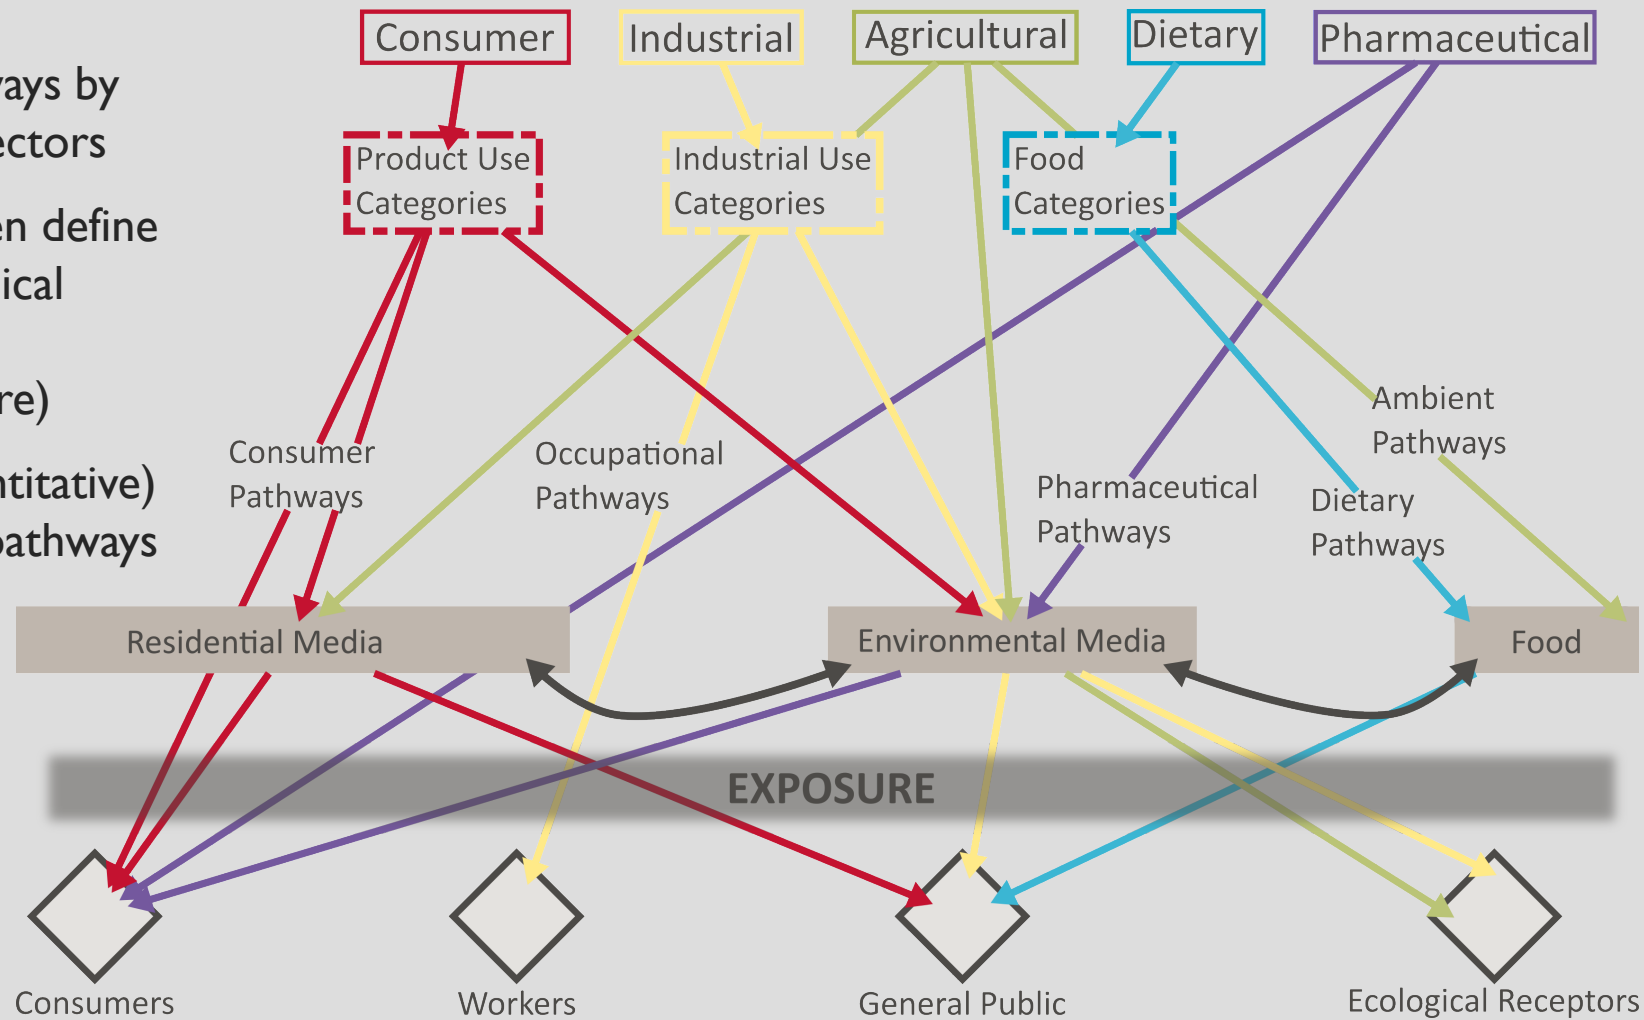 ways by
ectors
en define
ical
re)
ntitative)
pathways
Consumer
Industrial
Agricultural
Dietary
Pharmaceutical
Product Use
Categories
Industrial Use
Categories
Food
Categories
Consumer
Pathways
Occupational
Pathways
Pharmaceutical
Pathways
Dietary
Pathways
Ambient
Pathways
Residential Media
Environmental Media
Food
EXPOSURE
Consumers
Workers
General Public
Ecological Receptors